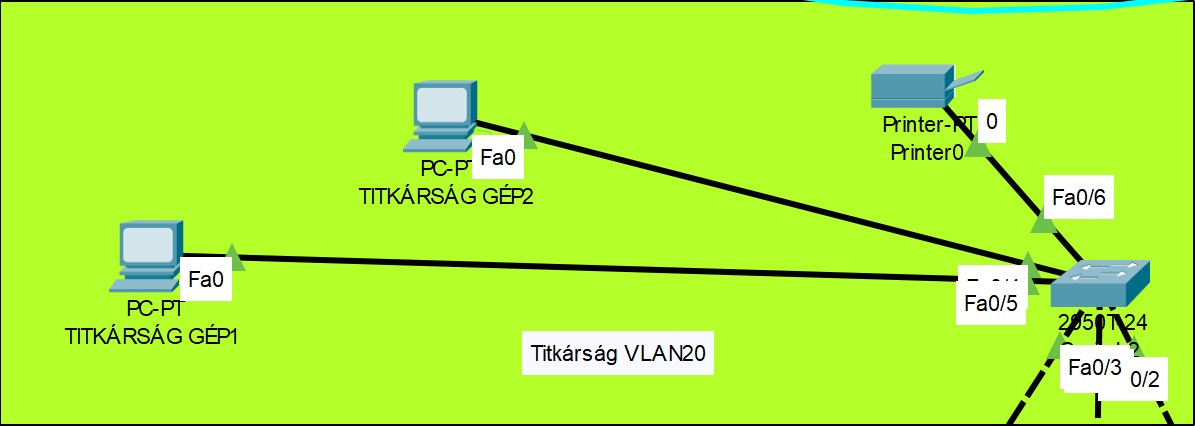 Printer-PT
0
Printer0
Fa0
PC-PT
TITKÁRSÁG GÉP2
Fa0/6
Fa0
PC-PT
TITKÁRSÁG GÉP1
Fa0/5
2950T-24
Titkárság VLAN20
Fa0/3
0/2